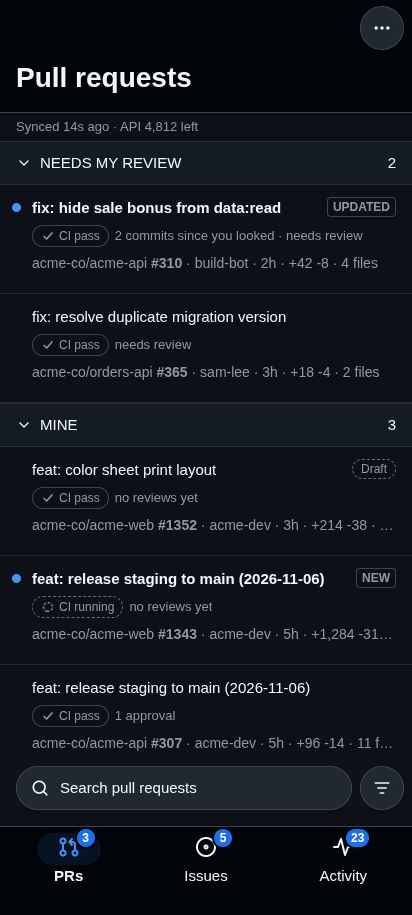 Pull requests
Synced 14s ago · API 4,812 left
NEEDS MY REVIEW 2
fix: hide sale bonus from data:read UPDATED
CI pass 2 commits since you looked · needs review
acme-co/acme-api #310 · build-bot · 2h · +42 -8 · 4 files
fix: resolve duplicate migration version
CI pass needs review
acme-co/orders-api #365 · sam-lee · 3h · +18 -4 · 2 files
MINE 3
feat: color sheet print layout Draft
CI pass no reviews yet
acme-co/acme-web #1352 · acme-dev · 3h · +214 -38 · …
feat: release staging to main (2026-11-06) NEW
CI running no reviews yet
acme-co/acme-web #1343 · acme-dev · 5h · +1,284 -31…
feat: release staging to main (2026-11-06)
CI pass 1 approval
acme-co/acme-web #307 · acme-dev · 5h · +96 -14 · 11 f…
Search pull requests
3 5 23
PRs Issues Activity